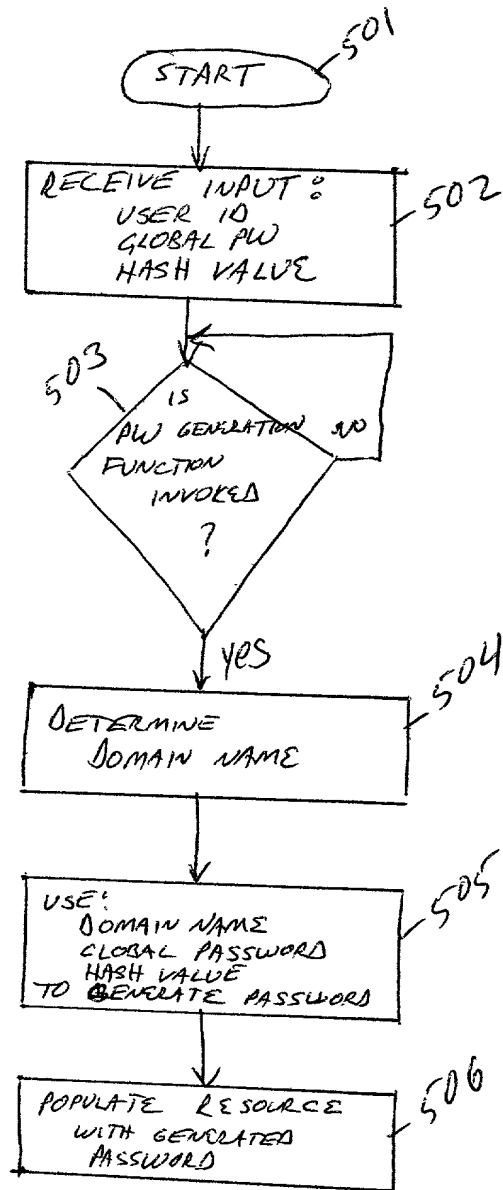 501
START
RECEIVE INPUT:
USER ID
GLOBAL PW
HASH VALUE
502
503
IS
PW GENERATION
FUNCTION
INVOKED
?
NO
yes
504
DETERMINE
DOMAIN NAME
505
USE:
DOMAIN NAME
GLOBAL PASSWORD
HASH VALUE
TO GENERATE PASSWORD
506
POPULATE RESOURCE
WITH GENERATED
PASSWORD